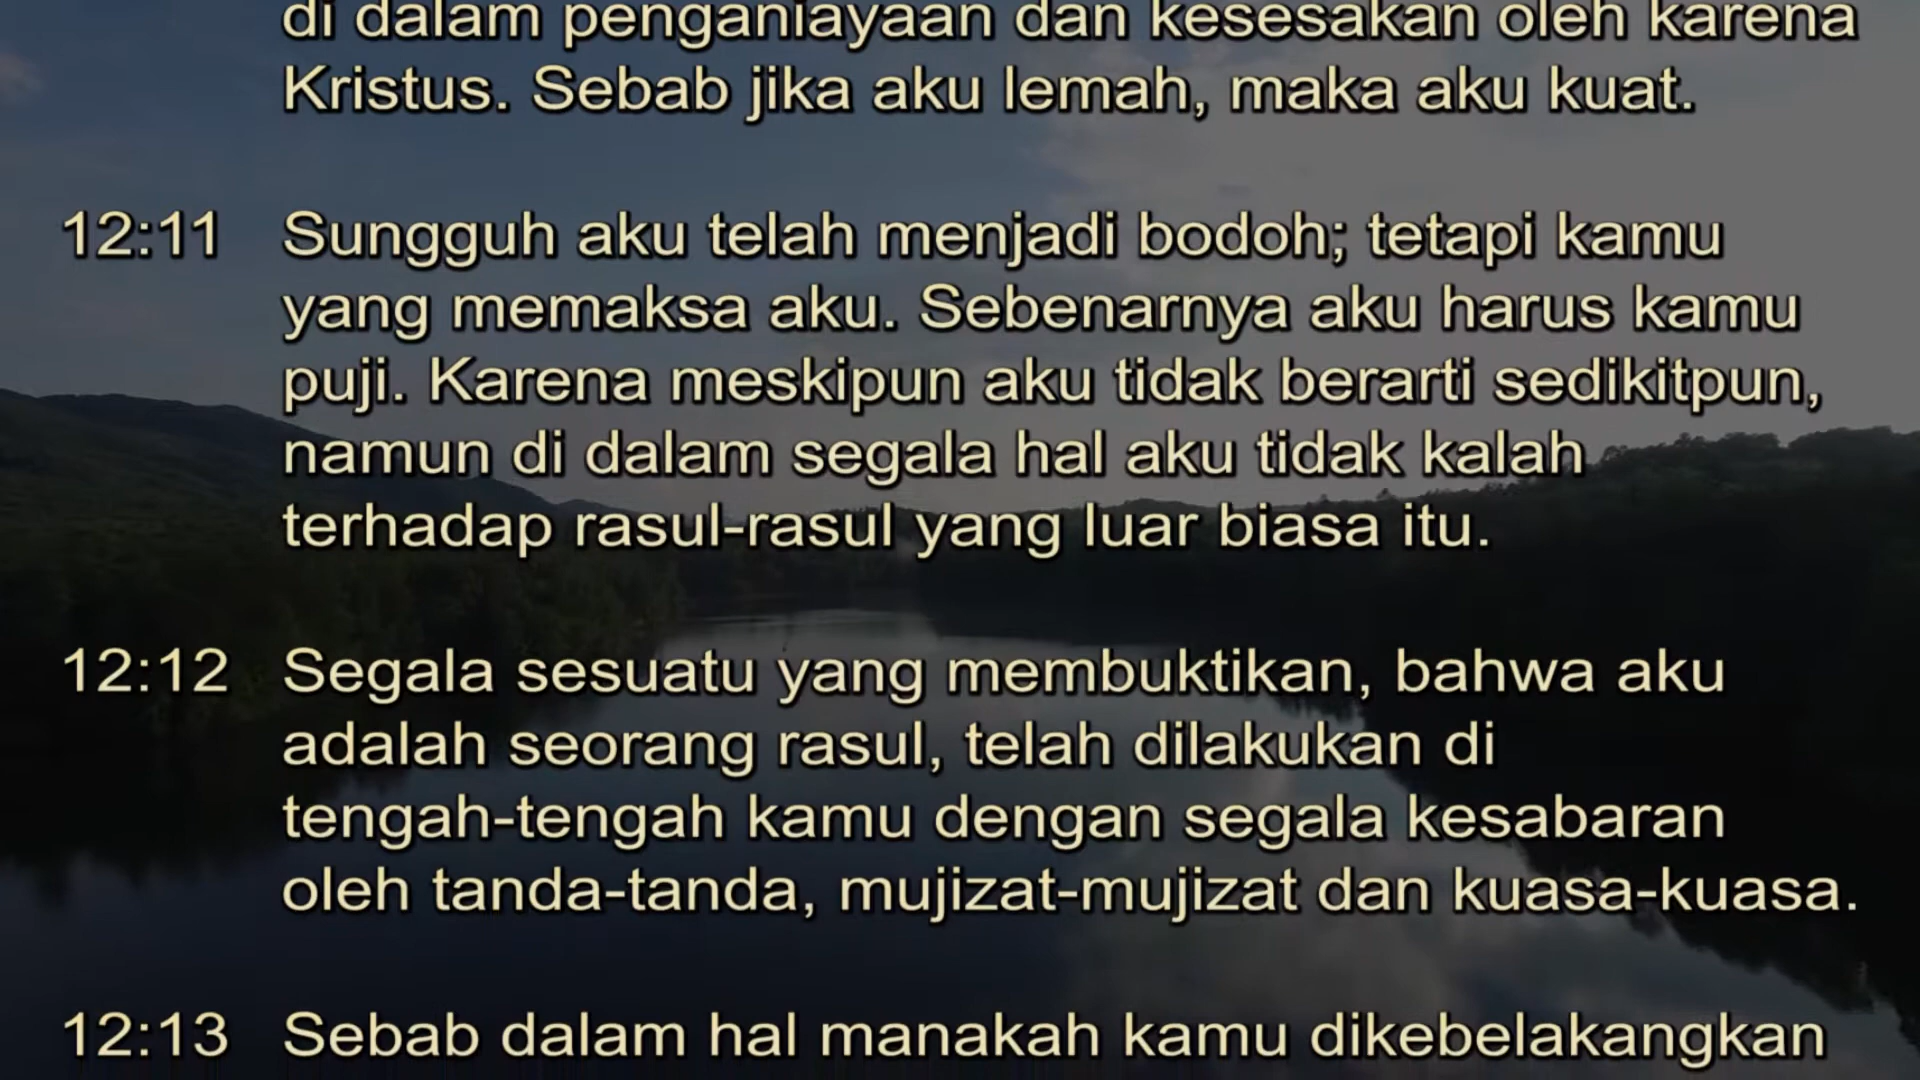 di dalam penganiayaan dan kesesakan oleh karena
Kristus. Sebab jika aku lemah, maka aku kuat.
12:11 Sungguh aku telah menjadi bodoh; tetapi kamu
yang memaksa aku. Sebenarnya aku harus kamu
puji. Karena meskipun aku tidak berarti sedikitpun,
namun di dalam segala hal aku tidak kalah
terhadap rasul-rasul yang luar biasa itu.
12:12 Segala sesuatu yang membuktikan, bahwa aku
adalah seorang rasul, telah dilakukan di
tengah-tengah kamu dengan segala kesabaran
oleh tanda-tanda, mujizat-mujizat dan kuasa-kuasa.
12:13 Sebab dalam hal manakah kamu dikebelakangkan